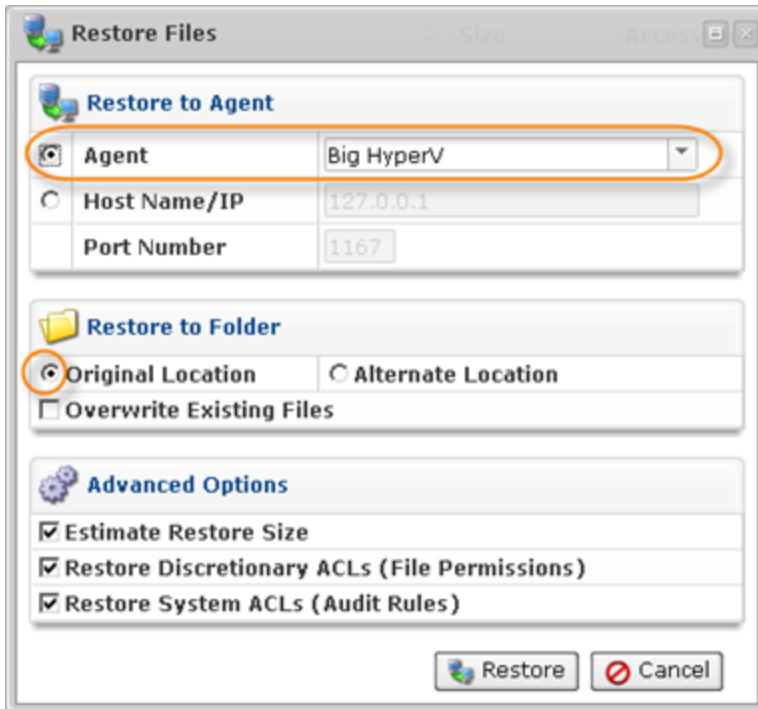 Restore Files
Size
Access
Restore to Agent
Agent Big HyperV
Host Name/IP 127.0.0.1
Port Number 1167
Restore to Folder
Original Location Alternate Location
Overwrite Existing Files
Advanced Options
Estimate Restore Size
Restore Discretionary ACLs (File Permissions)
Restore System ACLs (Audit Rules)
Restore Cancel